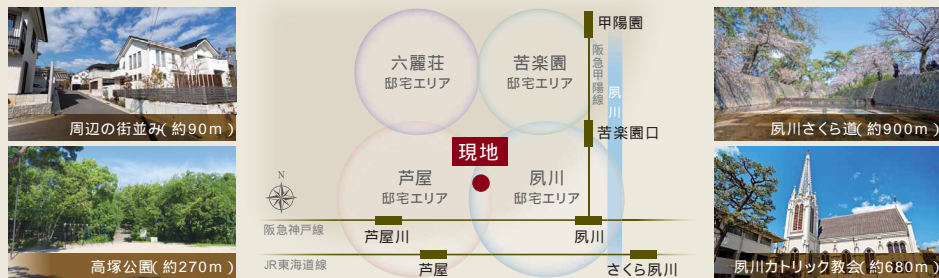 周辺の街並み(約90m)
高塚公園(約270m)
六麗荘
邸宅エリア
苦楽園
邸宅エリア
甲陽園
阪急甲陽線
夙川
苦楽園口
現地
芦屋
邸宅エリア
夙川
邸宅エリア
N
阪急神戸線
芦屋川
夙川
JR東海道線
芦屋
さくら夙川
夙川さくら道(約900m)
夙川カトリック教会(約680m)